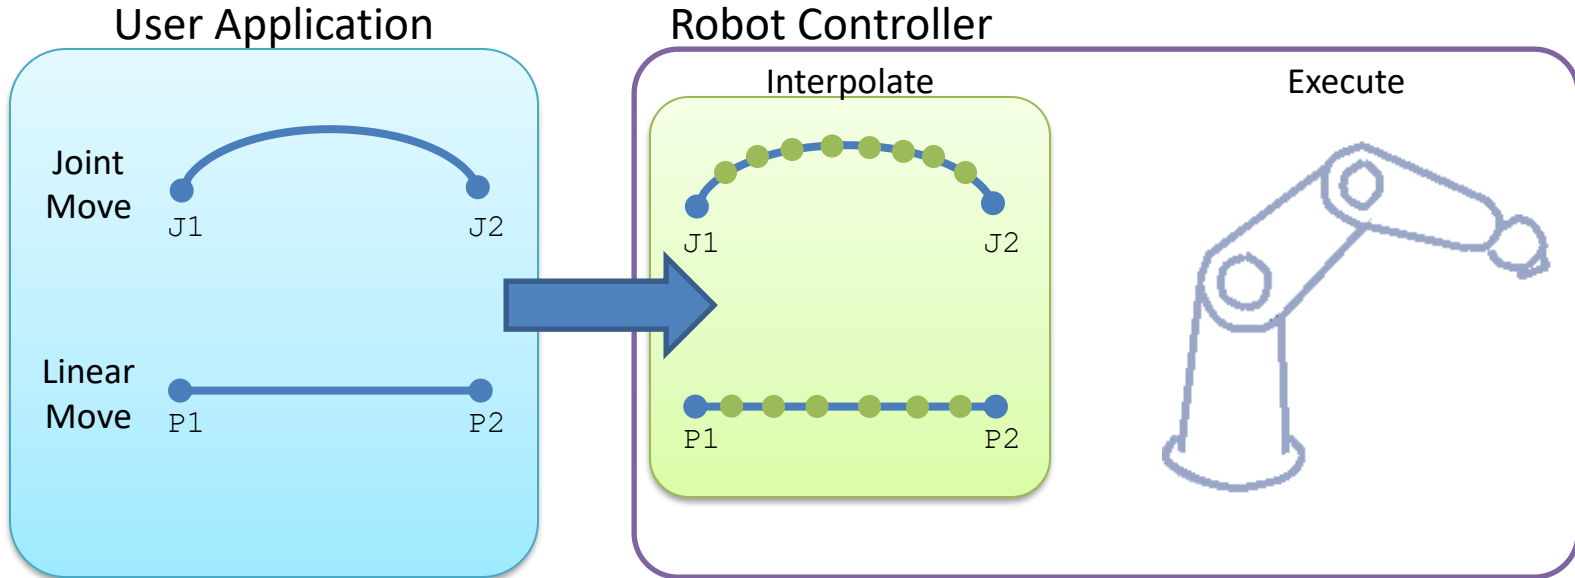 User Application
Joint
Move
J1
J2
Linear
Move
P1
P2
Robot Controller
Interpolate
J1
J2
P1
P2
Execute